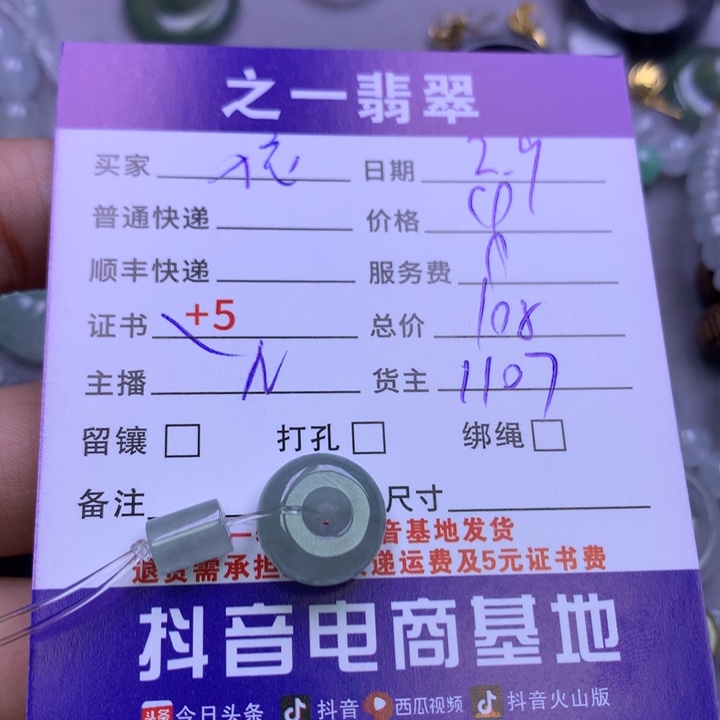 之一翡翠
买家 日期 2.9
普通快递 价格
顺丰快递 服务费
证书 +5 总价 108
主播 N 货主 1107
留镶 打孔 绑绳
备注 尺寸
音基地发货
退货需承担 递运费及5元证书费
抖音电商基地
头条 今日头条 抖音 西瓜视频 抖音火山版